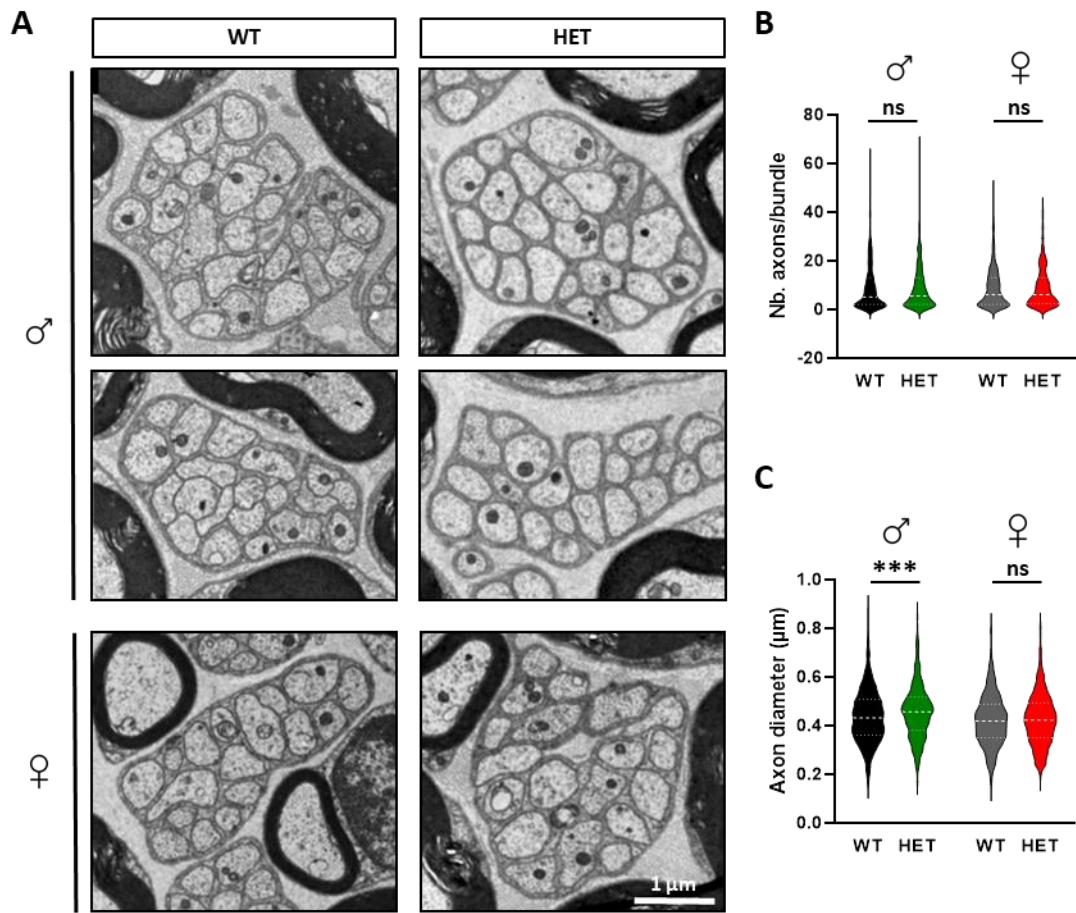 A
WT
HET
♂
♀
1 µm
B
♂
♀
ns
ns
Nb. axons/bundle
80
60
40
20
0
-20
WT
HET
WT
HET
C
♂
♀
***
ns
Axon diameter (µm)
1.0
0.8
0.6
0.4
0.2
0.0
WT
HET
WT
HET